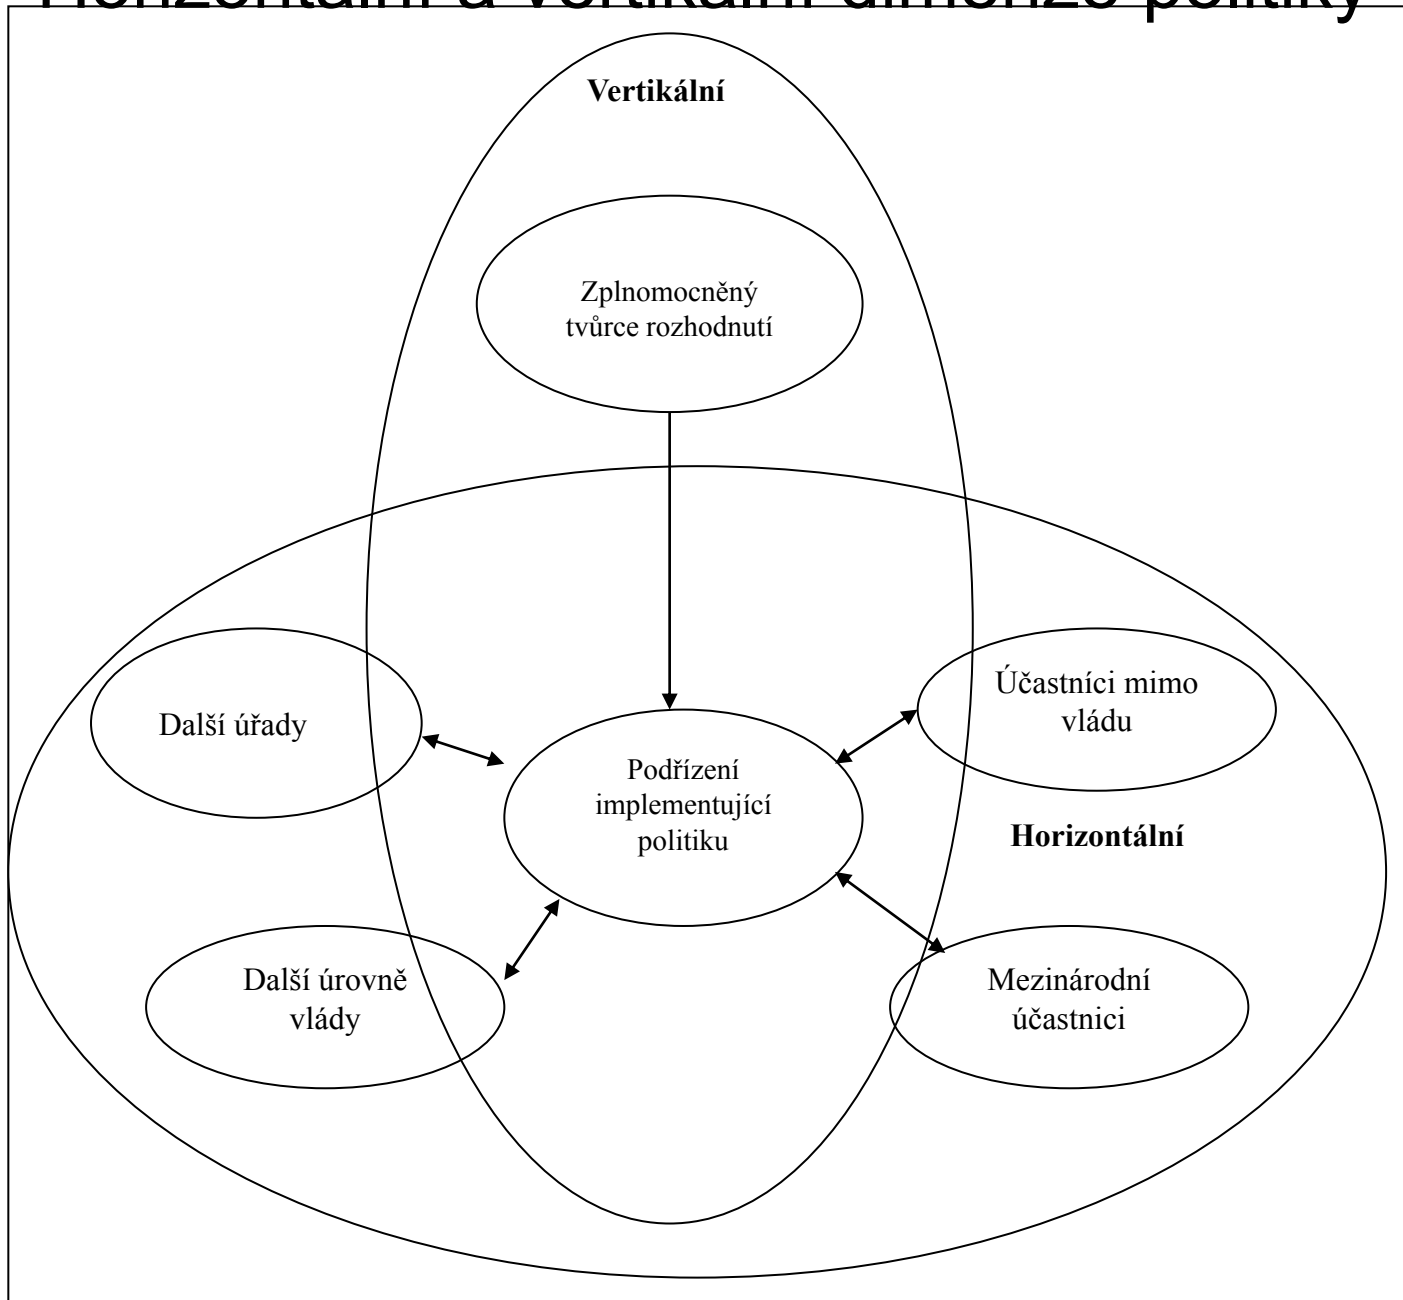 Horizontální a vertikální dimenze politiky
Vertikální
Zplnomocněný
tvůrce rozhodnutí
Další úřady
Účastníci mimo
vládu
Podřízení
implementující
politiku
Horizontální
Další úrovně
vlády
Mezinárodní
účastnici